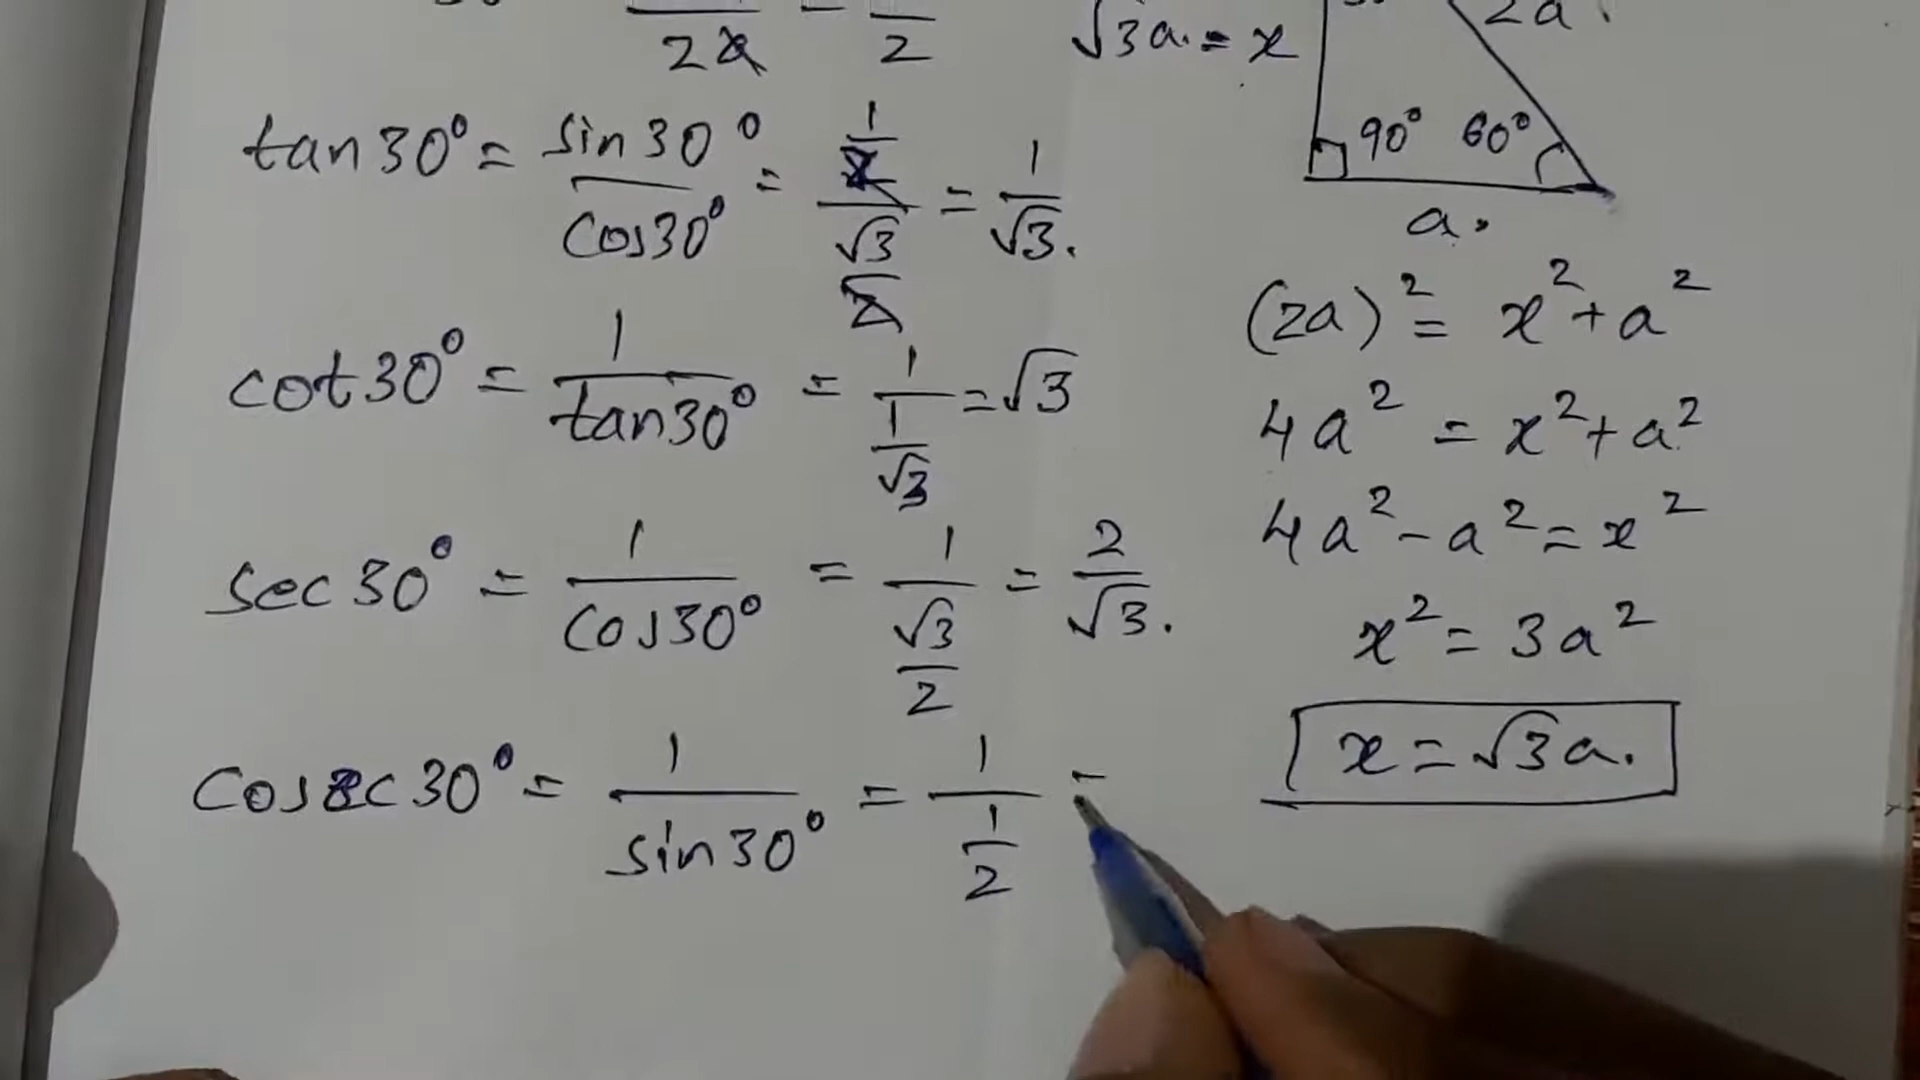 2a = 2
tan30° = sin30°/cos30° = (1/2)/(√3/2) = 1/√3.
cot30° = 1/tan30° = 1/(1/√3) = √3
sec30° = 1/cos30° = 1/(√3/2) = 2/√3.
Cosec30° = 1/sin30° = 1/(1/2) =
√3a. = x
2a.
90° 60°
a.
(2a)² = x² + a²
4a² = x² + a²
4a² - a² = x²
x² = 3a²
x = √3a.